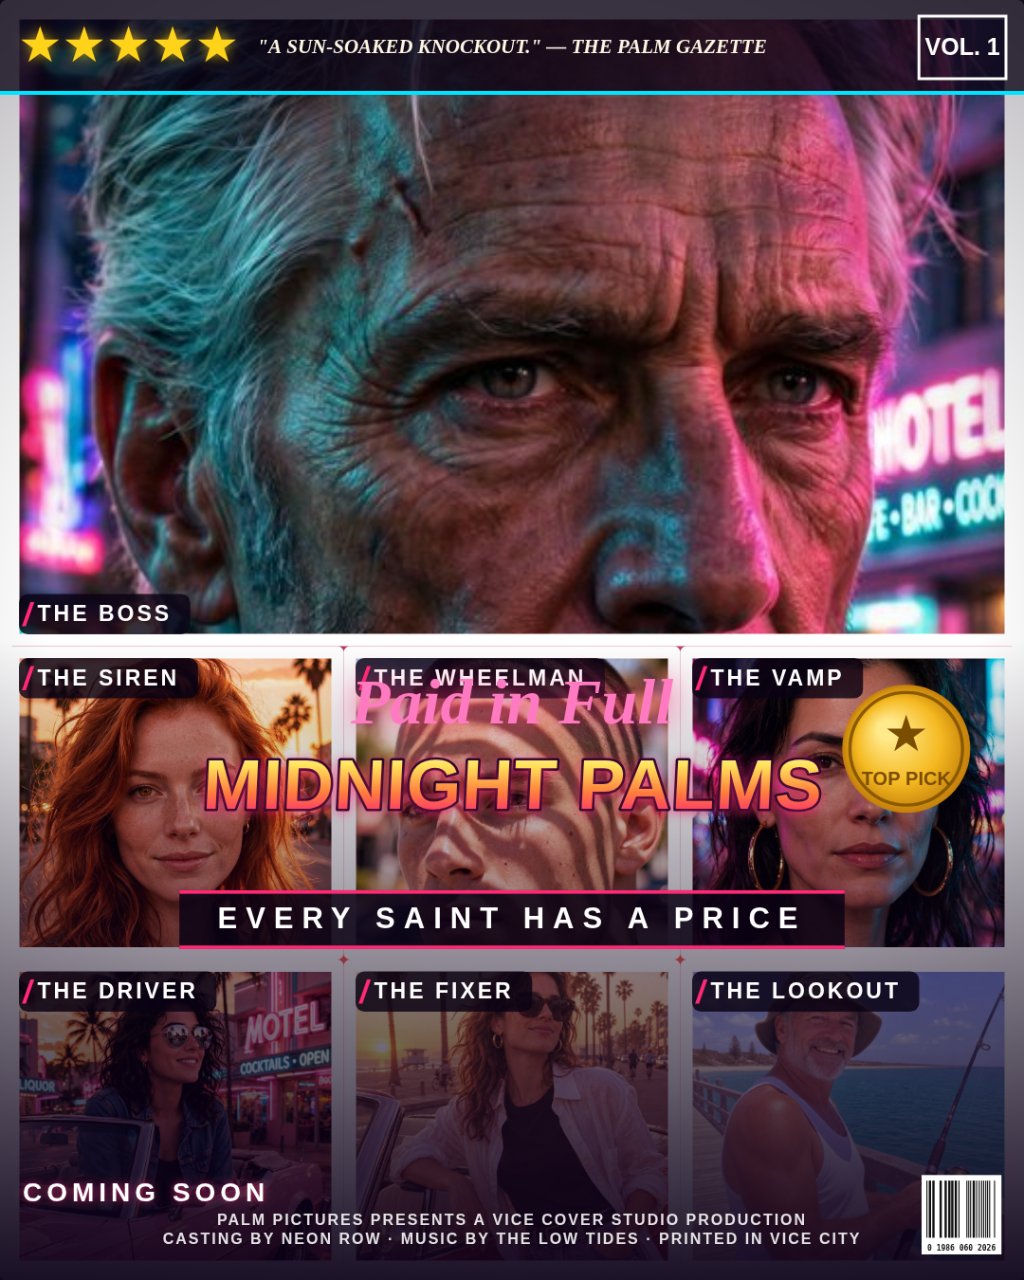 "A SUN-SOAKED KNOCKOUT." — THE PALM GAZETTE
VOL. 1
HOTEL
BAR
/THE BOSS
/THE SIREN
/THE WHEELMAN
/THE VAMP
Paid in Full
TOP PICK
MIDNIGHT PALMS
EVERY SAINT HAS A PRICE
/THE DRIVER
/THE FIXER
/THE LOOKOUT
MOTEL
COCKTAILS • OPEN
LIQUOR
COMING SOON
PALM PICTURES PRESENTS A VICE COVER STUDIO PRODUCTION
CASTING BY NEON ROW · MUSIC BY THE LOW TIDES · PRINTED IN VICE CITY
0 1986 060 2026